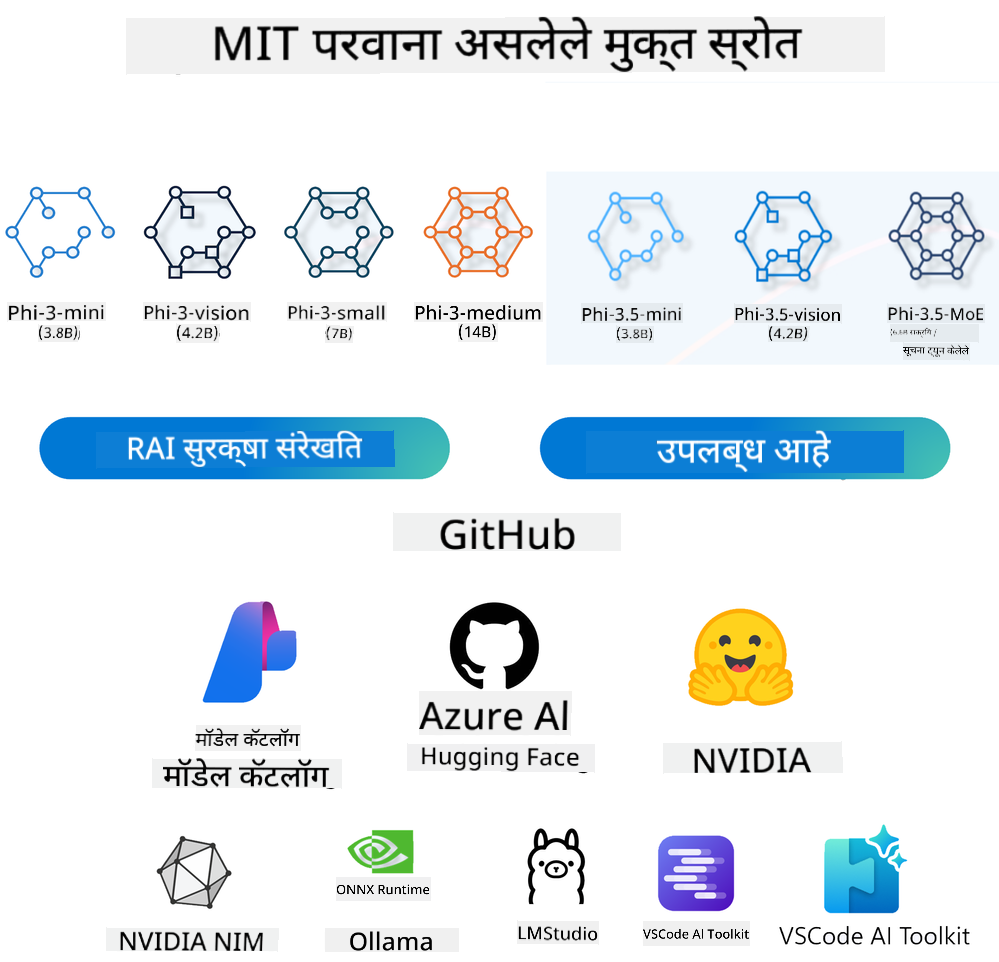 MIT परवाना असलेले मुक्त स्रोत
Phi-3-mini
(3.8B)
Phi-3-vision
(4.2B)
Phi-3-small
(7B)
Phi-3-medium
(14B)
Phi-3.5-mini
(3.8B)
Phi-3.5-vision
(4.2B)
Phi-3.5-MoE
सूचना ट्यून केलेले
RAI सुरक्षा संरेखति
उपलब्ध आहे
GitHub
मॉडेल कॅटलॉग
मॉडेल कॅटलॉग
Azure Al
Hugging Face
NVIDIA
NVIDIA NIM
ONNX Runtime
Ollama
LMStudio
VSCode AI Toolkit
VSCode AI Toolkit